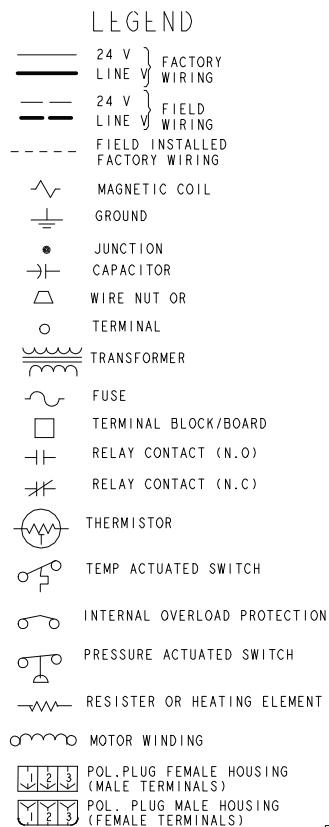 LEGEND
24 V
LINE V
FACTORY
WIRING
24 V
LINE V
FIELD
WIRING
FIELD INSTALLED
FACTORY WIRING
MAGNETIC COIL
GROUND
JUNCTION
CAPACITOR
WIRE NUT OR
TERMINAL
TRANSFORMER
FUSE
TERMINAL BLOCK/BOARD
RELAY CONTACT (N.O)
RELAY CONTACT (N.C)
THERMISTOR
T
TEMP ACTUATED SWITCH
INTERNAL OVERLOAD PROTECTION
PRESSURE ACTUATED SWITCH
RESISTER OR HEATING ELEMENT
MOTOR WINDING
1 2 3 POL.PLUG FEMALE HOUSING
(MALE TERMINALS)
1 2 3 POL. PLUG MALE HOUSING
(FEMALE TERMINALS)